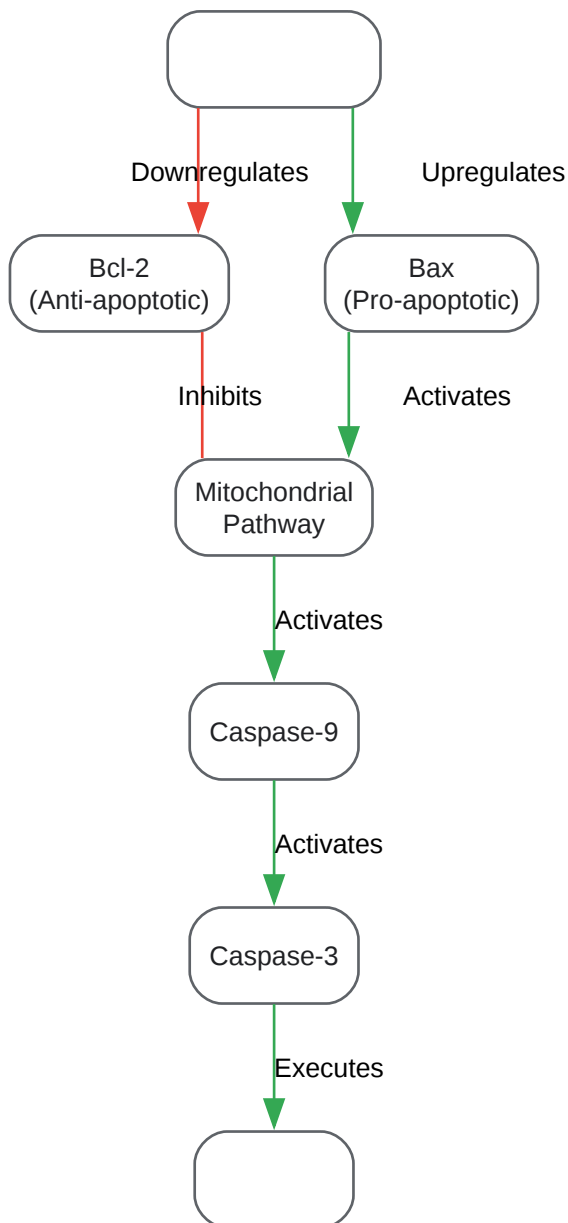 Downregulates
Upregulates
Bcl-2
(Anti-apoptotic)
Bax
(Pro-apoptotic)
Inhibits
Activates
Mitochondrial
Pathway
Activates
Caspase-9
Activates
Caspase-3
Executes